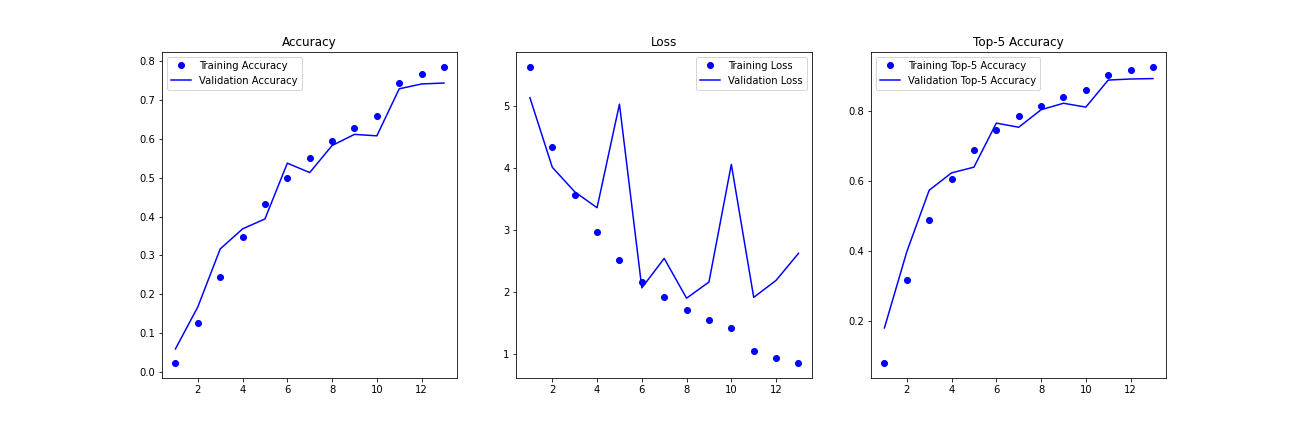 Accuracy
Training Accuracy
Validation Accuracy
0.8
0.7
0.6
0.5
0.4
0.3
0.2
0.1
0.0
2 4 6 8 10 12
Loss
Training Loss
Validation Loss
5
4
3
2
1
2 4 6 8 10 12
Top-5 Accuracy
Training Top-5 Accuracy
Validation Top-5 Accuracy
0.8
0.6
0.4
0.2
2 4 6 8 10 12